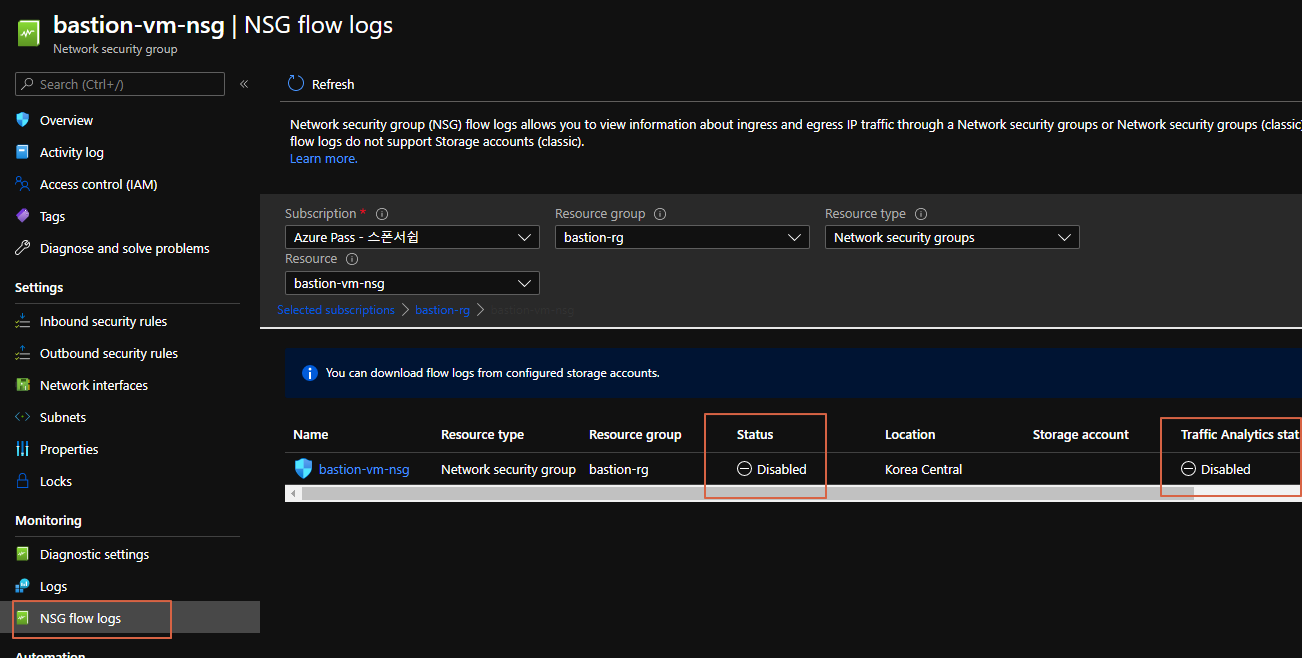 bastion-vm-nsg | NSG flow logs
Network security group
Search (Ctrl+/)
«
Overview
Activity log
Access control (IAM)
Tags
Diagnose and solve problems
Settings
Inbound security rules
Outbound security rules
Network interfaces
Subnets
Properties
Locks
Monitoring
Diagnostic settings
Logs
NSG flow logs
Automation
Refresh
Network security group (NSG) flow logs allows you to view information about ingress and egress IP traffic through a Network security groups or Network security groups (classic)
flow logs do not support Storage accounts (classic).
Learn more.
Subscription * Resource group Resource type
Azure Pass - 스폰서쉽 bastion-rg Network security groups
Resource
bastion-vm-nsg
Selected subscriptions > bastion-rg > bastion-vm-nsg
You can download flow logs from configured storage accounts.
Name Resource type Resource group Status Location Storage account Traffic Analytics stat
bastion-vm-nsg Network security group bastion-rg Disabled Korea Central Disabled